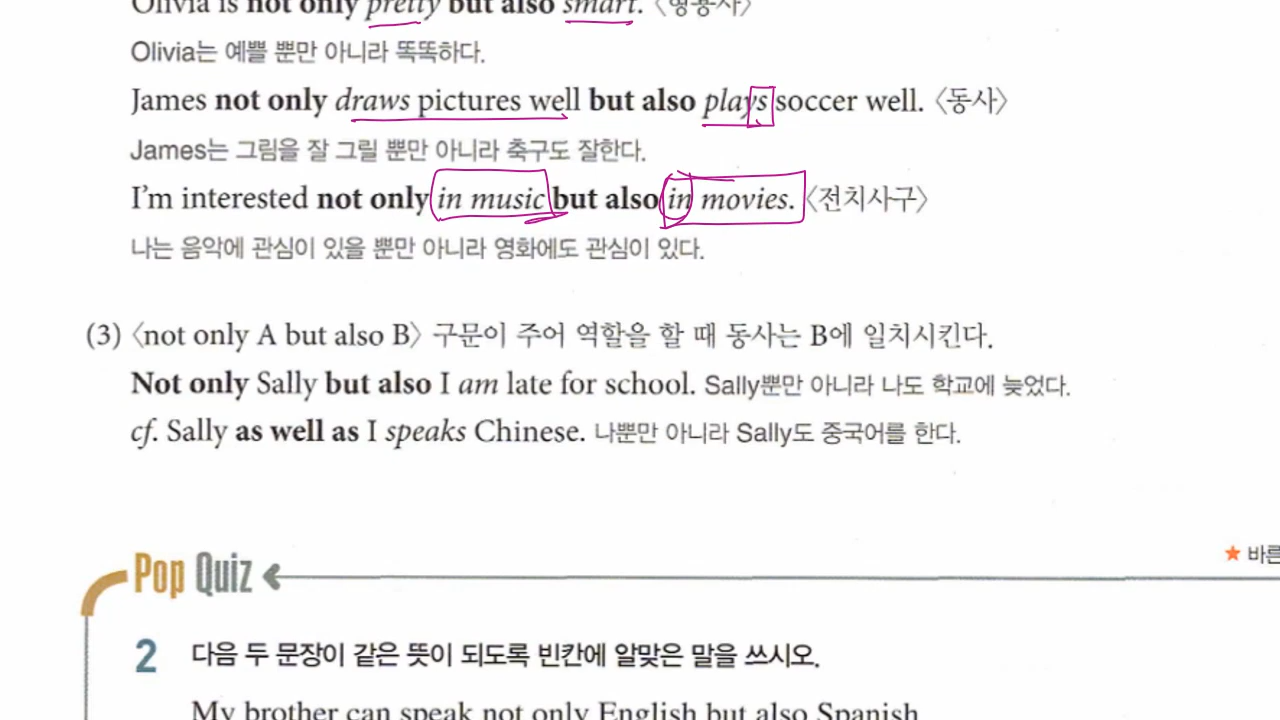 Olivia is not only pretty but also smart. 〈형용사〉
Olivia는 예쁠 뿐만 아니라 똑똑하다.
James not only draws pictures well but also plays soccer well. 〈동사〉
James는 그림을 잘 그릴 뿐만 아니라 축구도 잘한다.
I'm interested not only in music but also in movies. 〈전치사구〉
나는 음악에 관심이 있을 뿐만 아니라 영화에도 관심이 있다.
(3) 〈not only A but also B〉 구문이 주어 역할을 할 때 동사는 B에 일치시킨다.
Not only Sally but also I am late for school. Sally뿐만 아니라 나도 학교에 늦었다.
cf. Sally as well as I speaks Chinese. 나뿐만 아니라 Sally도 중국어를 한다.
★ 바른
Pop Quiz
2 다음 두 문장이 같은 뜻이 되도록 빈칸에 알맞은 말을 쓰시오.
My brother can speak not only English but also Spanish.